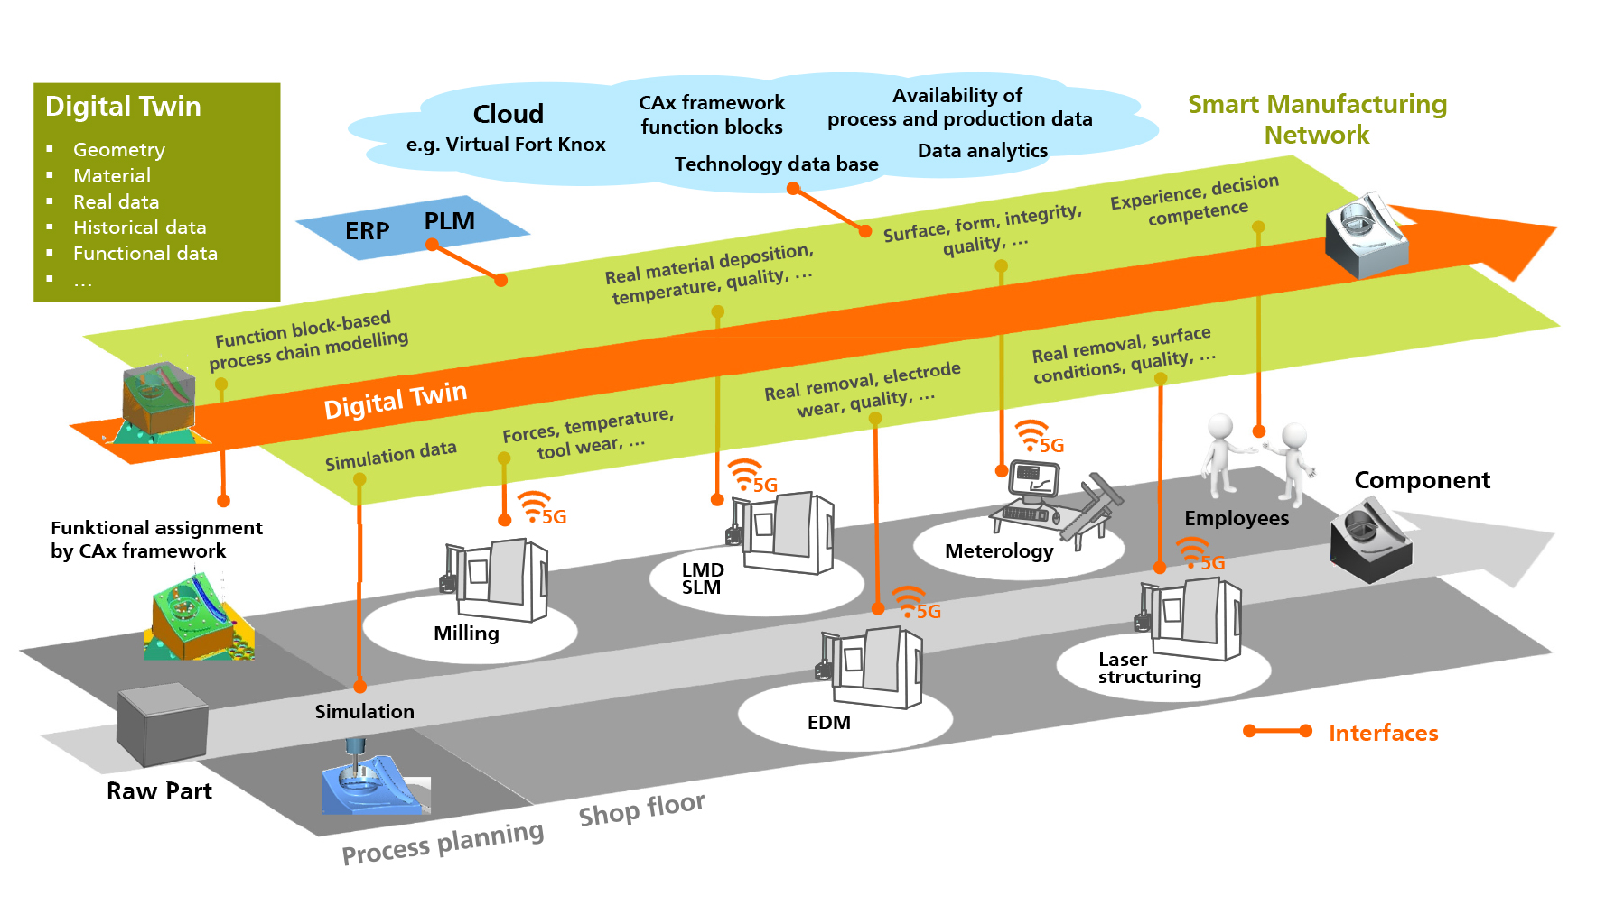 Digital Twin
Geometry
Material
Real data
Historical data
Functional data
...
Cloud
e.g. Virtual Fort Knox
CAx framework
function blocks
Technology data base
Availability of
process and production data
Data analytics
Smart Manufacturing
Network
ERP
PLM
Function block-based
process chain modelling
Real material deposition,
temperature, quality, ...
Surface, form, integrity,
quality, ...
Experience, decision
competence
Digital Twin
Simulation data
Forces, temperature,
tool wear, ...
Real removal, electrode
wear, quality, ...
Real removal, surface
conditions, quality, ...
Funktional assignment
by CAx framework
5G
5G
5G
5G
5G
Milling
LMD
SLM
Meterology
Employees
Component
EDM
Laser
structuring
Simulation
Raw Part
Interfaces
Process planning
Shop floor